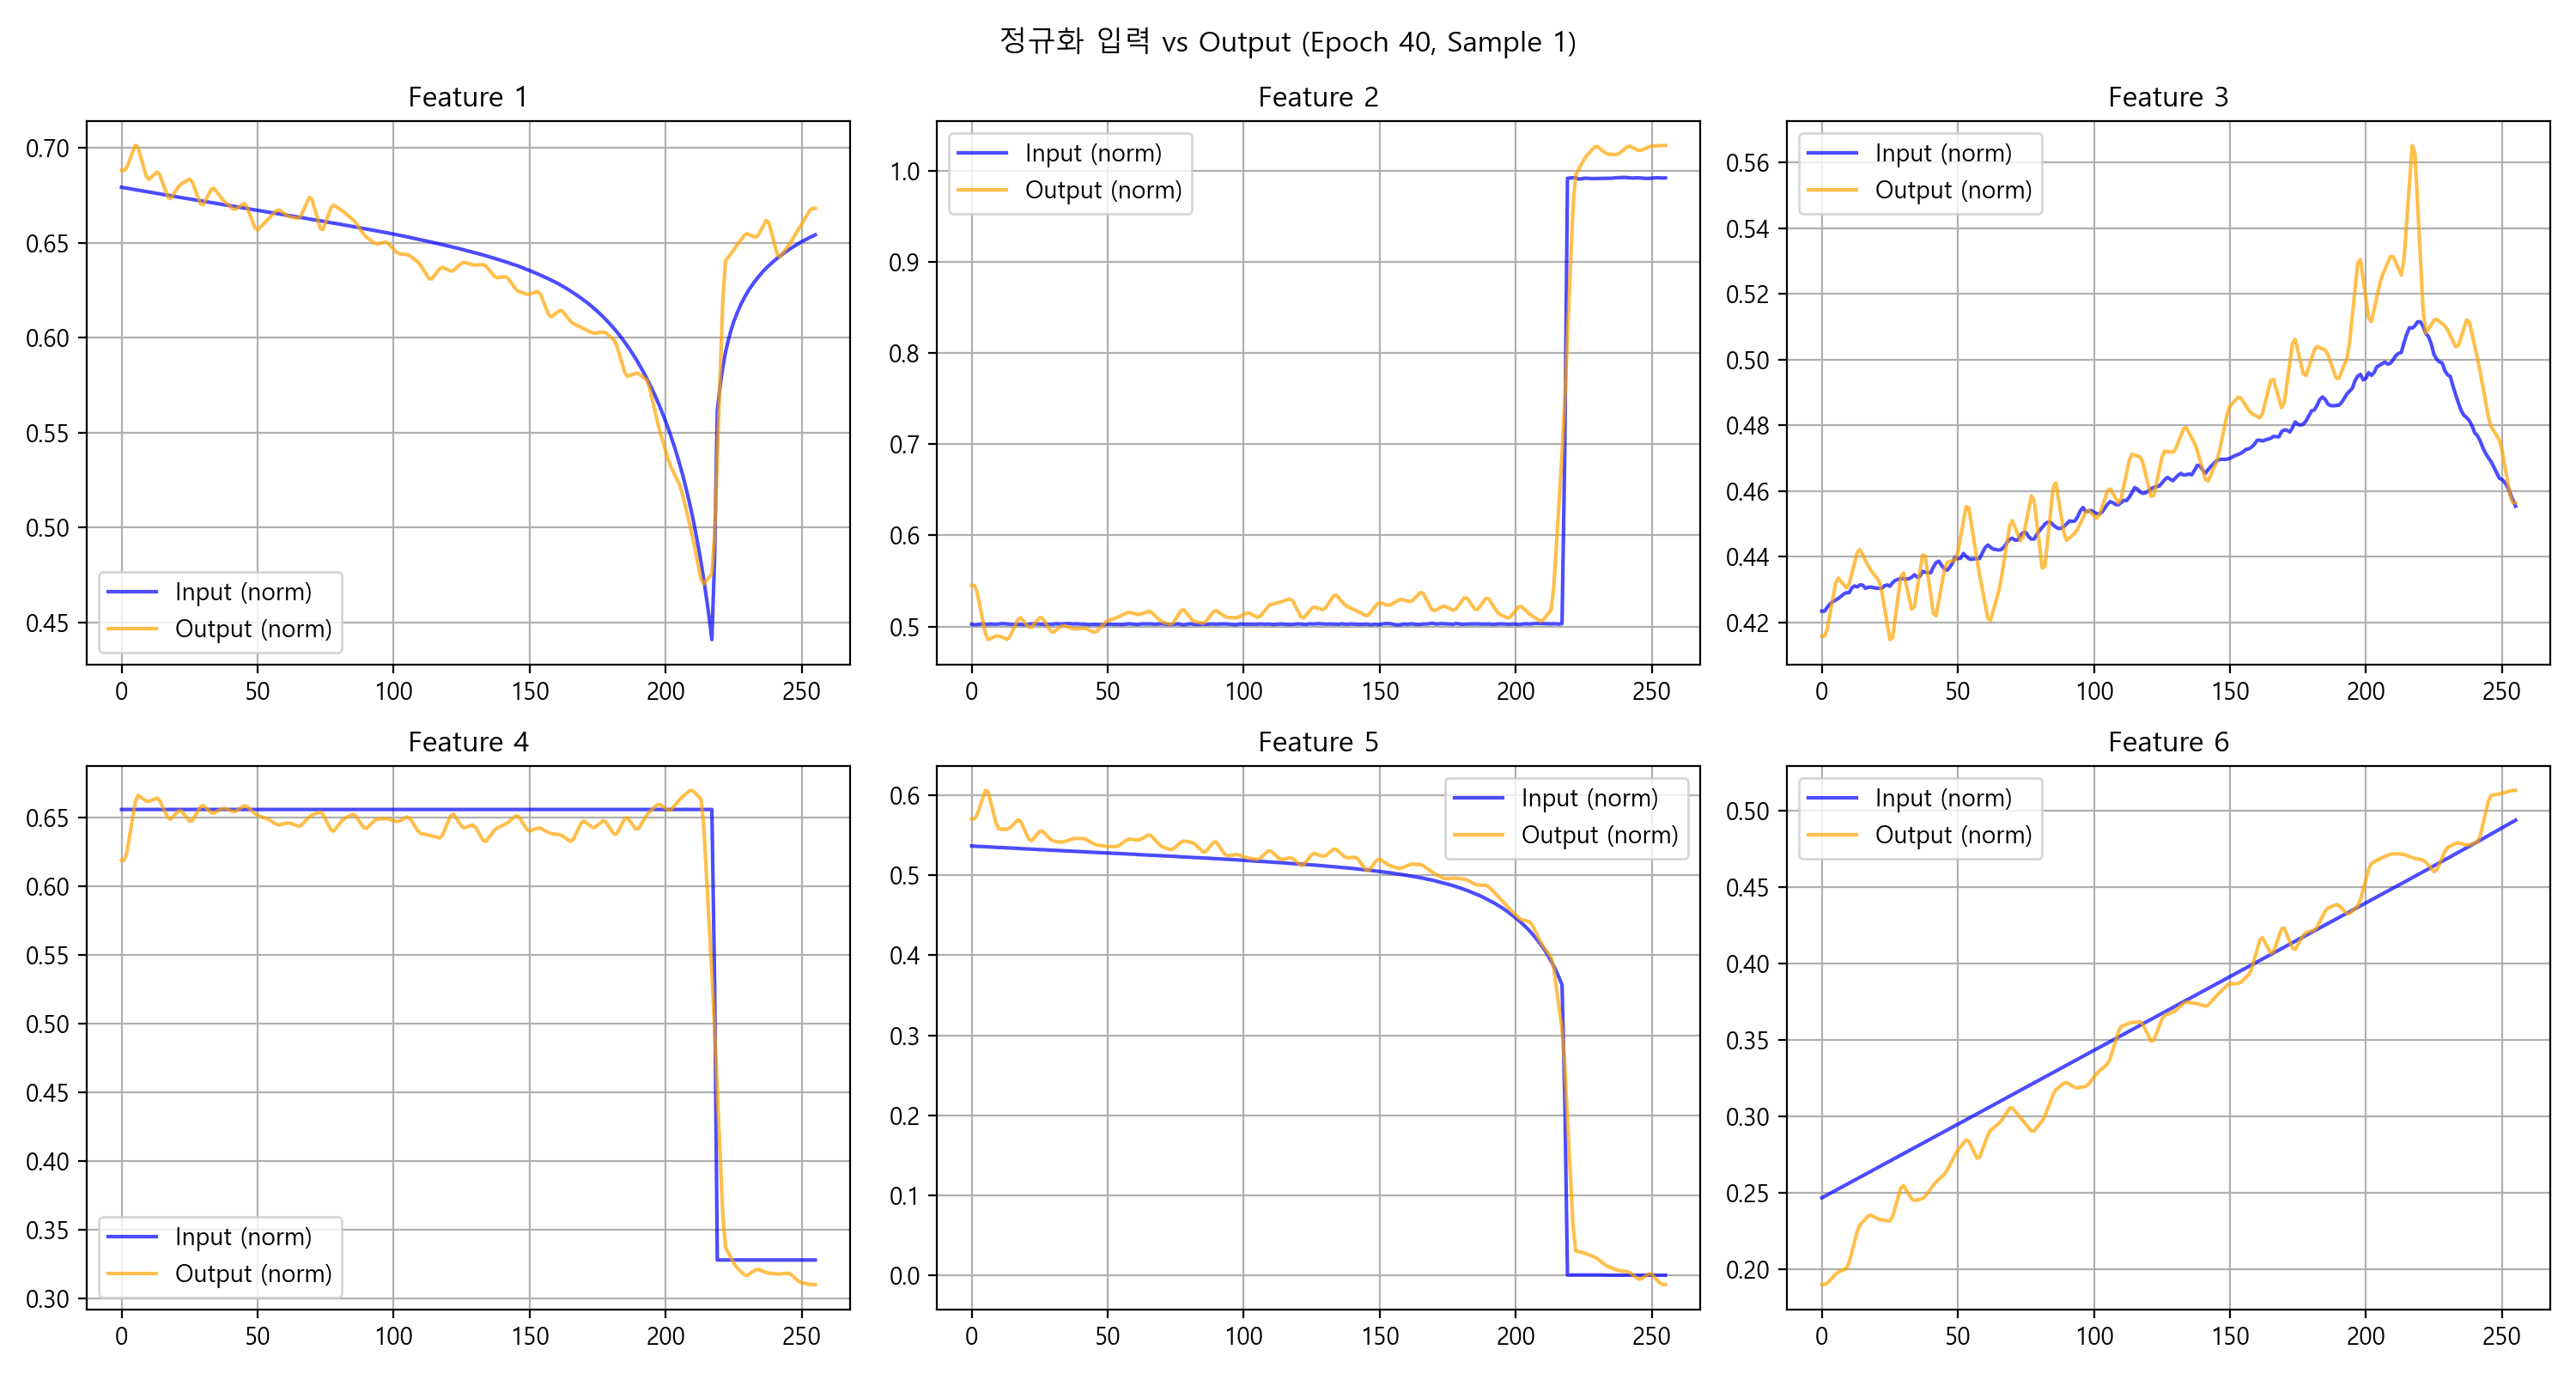 정규화 입력 vs Output (Epoch 40, Sample 1)
Feature 1
0.70
0.65
0.60
0.55
0.50
0.45
Input (norm)
Output (norm)
0 50 100 150 200 250
Feature 2
1.0
0.9
0.8
0.7
0.6
0.5
Input (norm)
Output (norm)
0 50 100 150 200 250
Feature 3
0.56
0.54
0.52
0.50
0.48
0.46
0.44
0.42
Input (norm)
Output (norm)
0 50 100 150 200 250
Feature 4
0.65
0.60
0.55
0.50
0.45
0.40
0.35
0.30
Input (norm)
Output (norm)
0 50 100 150 200 250
Feature 5
0.6
0.5
0.4
0.3
0.2
0.1
0.0
Input (norm)
Output (norm)
0 50 100 150 200 250
Feature 6
0.50
0.45
0.40
0.35
0.30
0.25
0.20
Input (norm)
Output (norm)
0 50 100 150 200 250